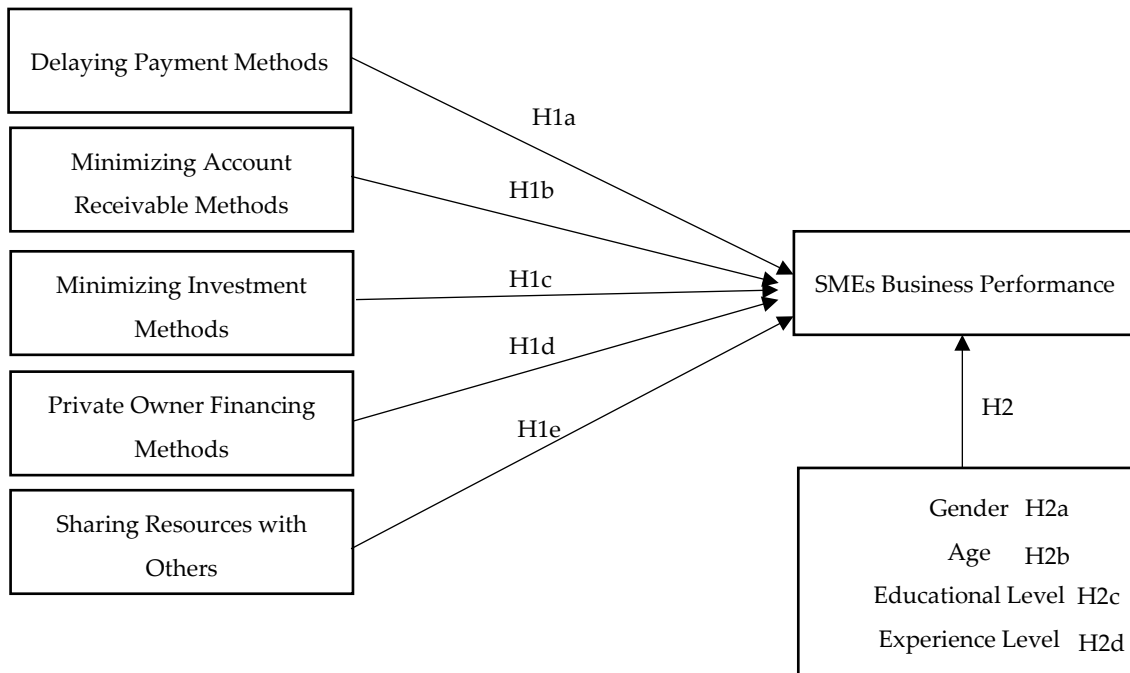 Delaying Payment Methods
H1a
Minimizing Account
Receivable Methods
H1b
Minimizing Investment
Methods
H1c
SMEs Business Performance
Private Owner Financing
Methods
H1d
Sharing Resources with
Others
H1e
H2
Gender H2a
Age H2b
Educational Level H2c
Experience Level H2d